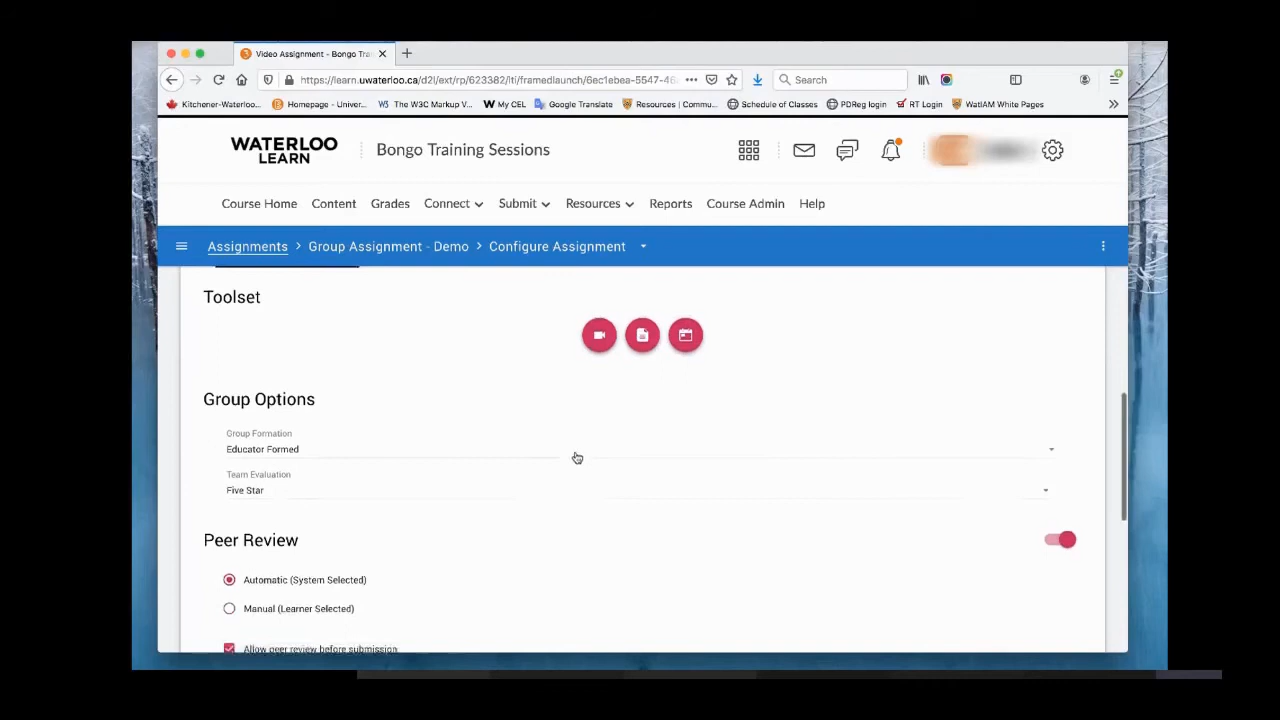 Video Assignment - Bongo Tra
https://learn.uwaterloo.ca/d2l/ext/rp/623382/lti/framedlaunch/6ec1ebea-5547-46
Search
Kitchener-Waterloo...
Homepage - Univer...
The W3C Markup V...
My CEL
Google Translate
Resources | Commu...
Schedule of Classes
PDReg login
RT Login
WatIAM White Pages
WATERLOO
LEARN
Bongo Training Sessions
Course Home
Content
Grades
Connect
Submit
Resources
Reports
Course Admin
Help
Assignments > Group Assignment - Demo > Configure Assignment
Toolset
Group Options
Group Formation
Educator Formed
Team Evaluation
Five Star
Peer Review
Automatic (System Selected)
Manual (Learner Selected)
Allow peer review before submission